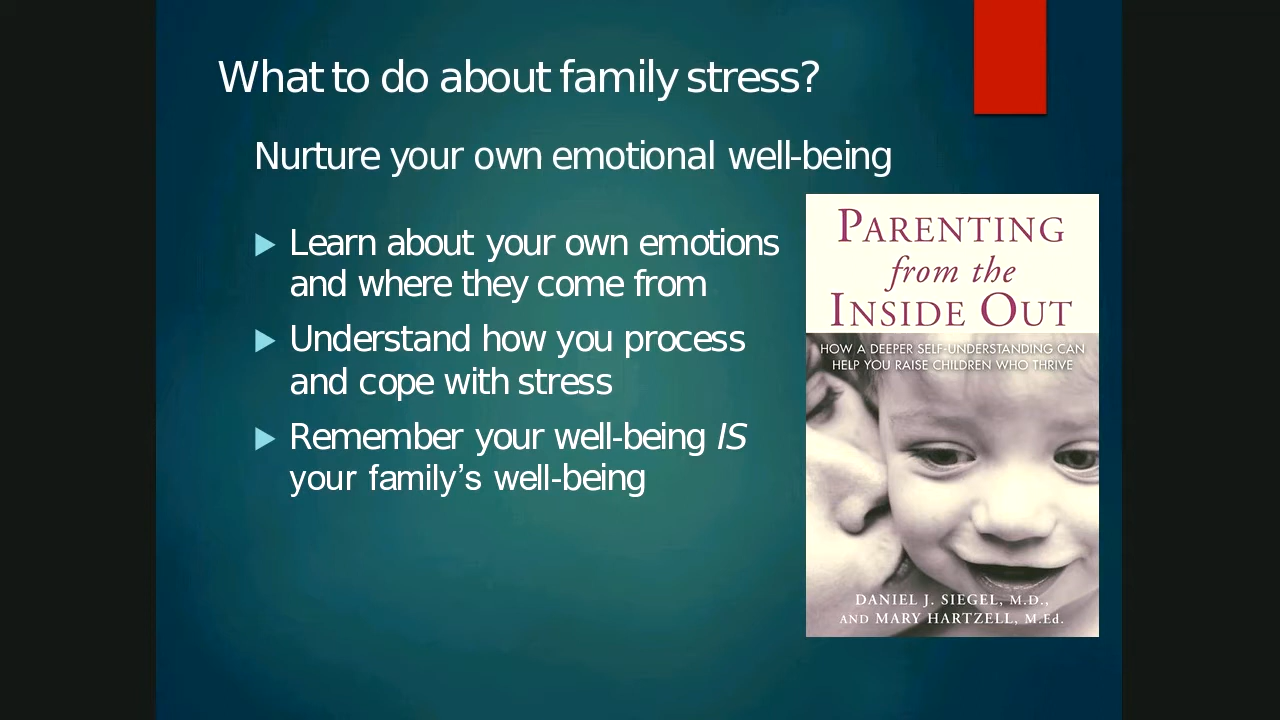 What to do about family stress?
Nurture your own emotional well-being
Learn about your own emotions
and where they come from
Understand how you process
and cope with stress
Remember your well-being IS
your family’s well-being
PARENTING
from the
INSIDE OUT
HOW A DEEPER SELF-UNDERSTANDING CAN
HELP YOU RAISE CHILDREN WHO THRIVE
DANIEL J. SIEGEL, M.D.,
AND MARY HARTZELL, M.Ed.